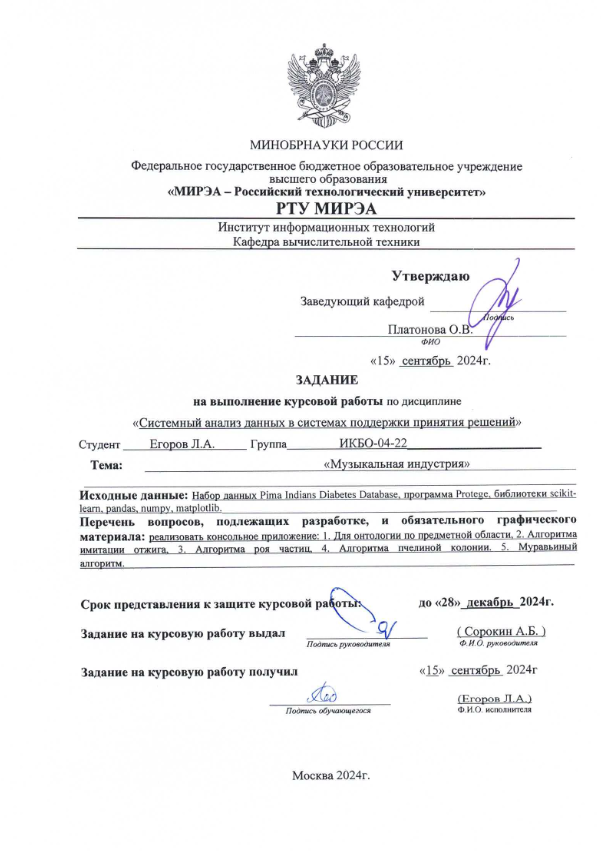 МИНОБРНАУКИ РОССИИ
Федеральное государственное бюджетное образовательное учреждение
высшего образования
«МИРЭА – Российский технологический университет»
РТУ МИРЭА
Институт информационных технологий
Кафедра вычислительной техники
Утверждаю
Заведующий кафедрой
Подпись
Платонова О.В.
ФИО
«15» сентябрь 2024г.
ЗАДАНИЕ
на выполнение курсовой работы по дисциплине
«Системный анализ данных в системах поддержки принятия решений»
Студент Егоров Л.А. Группа ИКБО-04-22
Тема: «Музыкальная индустрия»
Исходные данные: Набор данных Pima Indians Diabetes Database, программа Protege, библиотеки scikit-
learn, pandas, numpy, matplotlib.
Перечень вопросов, подлежащих разработке, и обязательного графического
материала: реализовать консольное приложение: 1. Для онтологии по предметной области, 2. Алгоритма
имитации отжига, 3. Алгоритма роя частиц, 4. Алгоритма пчелиной колонии. 5. Муравьиный
алгоритм.
Срок представления к защите курсовой работы: до «28» декабрь 2024г.
Задание на курсовую работу выдал ( Сорокин А.Б. )
Подпись руководителя Ф.И.О. руководителя
Задание на курсовую работу получил «15» сентябрь 2024г
(Егоров Л.А.)
Подпись обучающегося Ф.И.О. исполнителя
Москва 2024г.